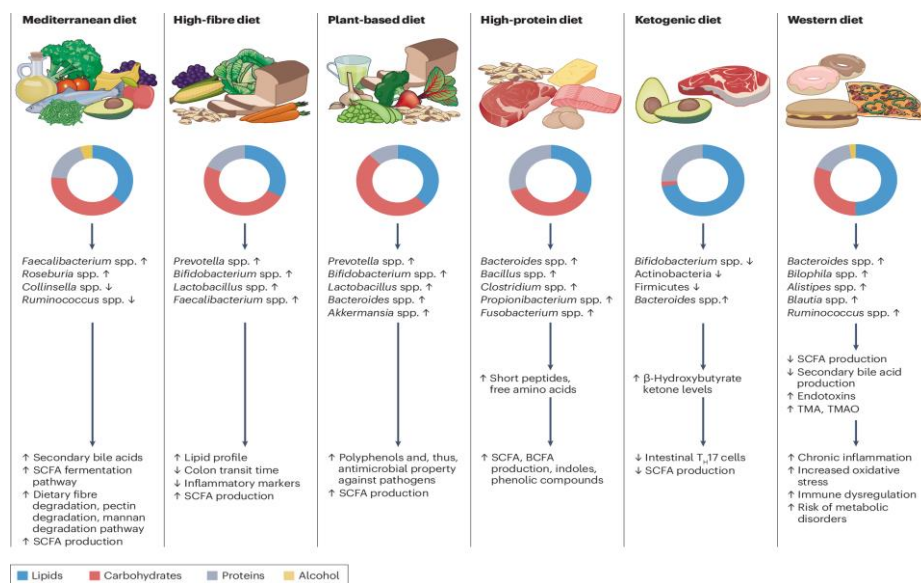 Mediterranean diet
Faecalibacterium spp. ↑
Roseburia spp. ↑
Collinsella spp. ↓
Ruminococcus spp. ↓
↑ Secondary bile acids
↑ SCFA fermentation
pathway
↑ Dietary fibre
degradation, pectin
degradation, mannan
degradation pathway
↑ SCFA production
High-fibre diet
Prevotella spp. ↑
Bifidobacterium spp. ↑
Lactobacillus spp. ↑
Faecalibacterium spp. ↑
↑ Lipid profile
↓ Colon transit time
↓ Inflammatory markers
↑ SCFA production
Plant-based diet
Prevotella spp. ↑
Bifidobacterium spp. ↑
Lactobacillus spp. ↑
Bacteroides spp. ↑
Akkermansia spp. ↑
↑ Polyphenols and, thus,
antimicrobial property
against pathogens
↑ SCFA production
High-protein diet
Bacteroides spp. ↑
Bacillus spp. ↑
Clostridium spp. ↑
Propionibacterium spp. ↑
Fusobacterium spp. ↑
↑ Short peptides,
free amino acids
↑ SCFA, BCFA
production, indoles,
phenolic compounds
Ketogenic diet
Bifidobacterium spp. ↓
Actinobacteria ↓
Firmicutes ↓
Bacteroides spp.↑
↑ β-Hydroxybutyrate
ketone levels
↓ Intestinal TH17 cells
↓ SCFA production
Western diet
Bacteroides spp. ↑
Bilophila spp. ↑
Alistipes spp. ↑
Blautia spp. ↑
Ruminococcus spp. ↑
↓ SCFA production
↓ Secondary bile acid
production
↑ Endotoxins
↑ TMA, TMAO
↑ Chronic inflammation
↑ Increased oxidative
stress
↑ Immune dysregulation
↑ Risk of metabolic
disorders
Lipids Carbohydrates Proteins Alcohol